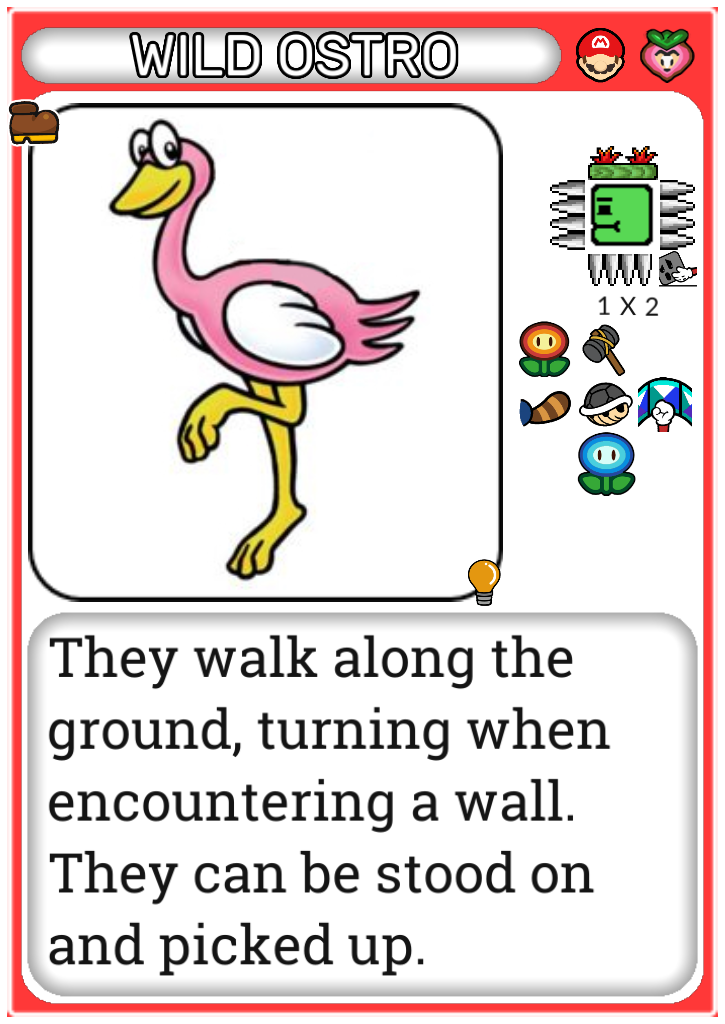 WILD OSTRO
1 X 2
They walk along the
ground, turning when
encountering a wall.
They can be stood on
and picked up.